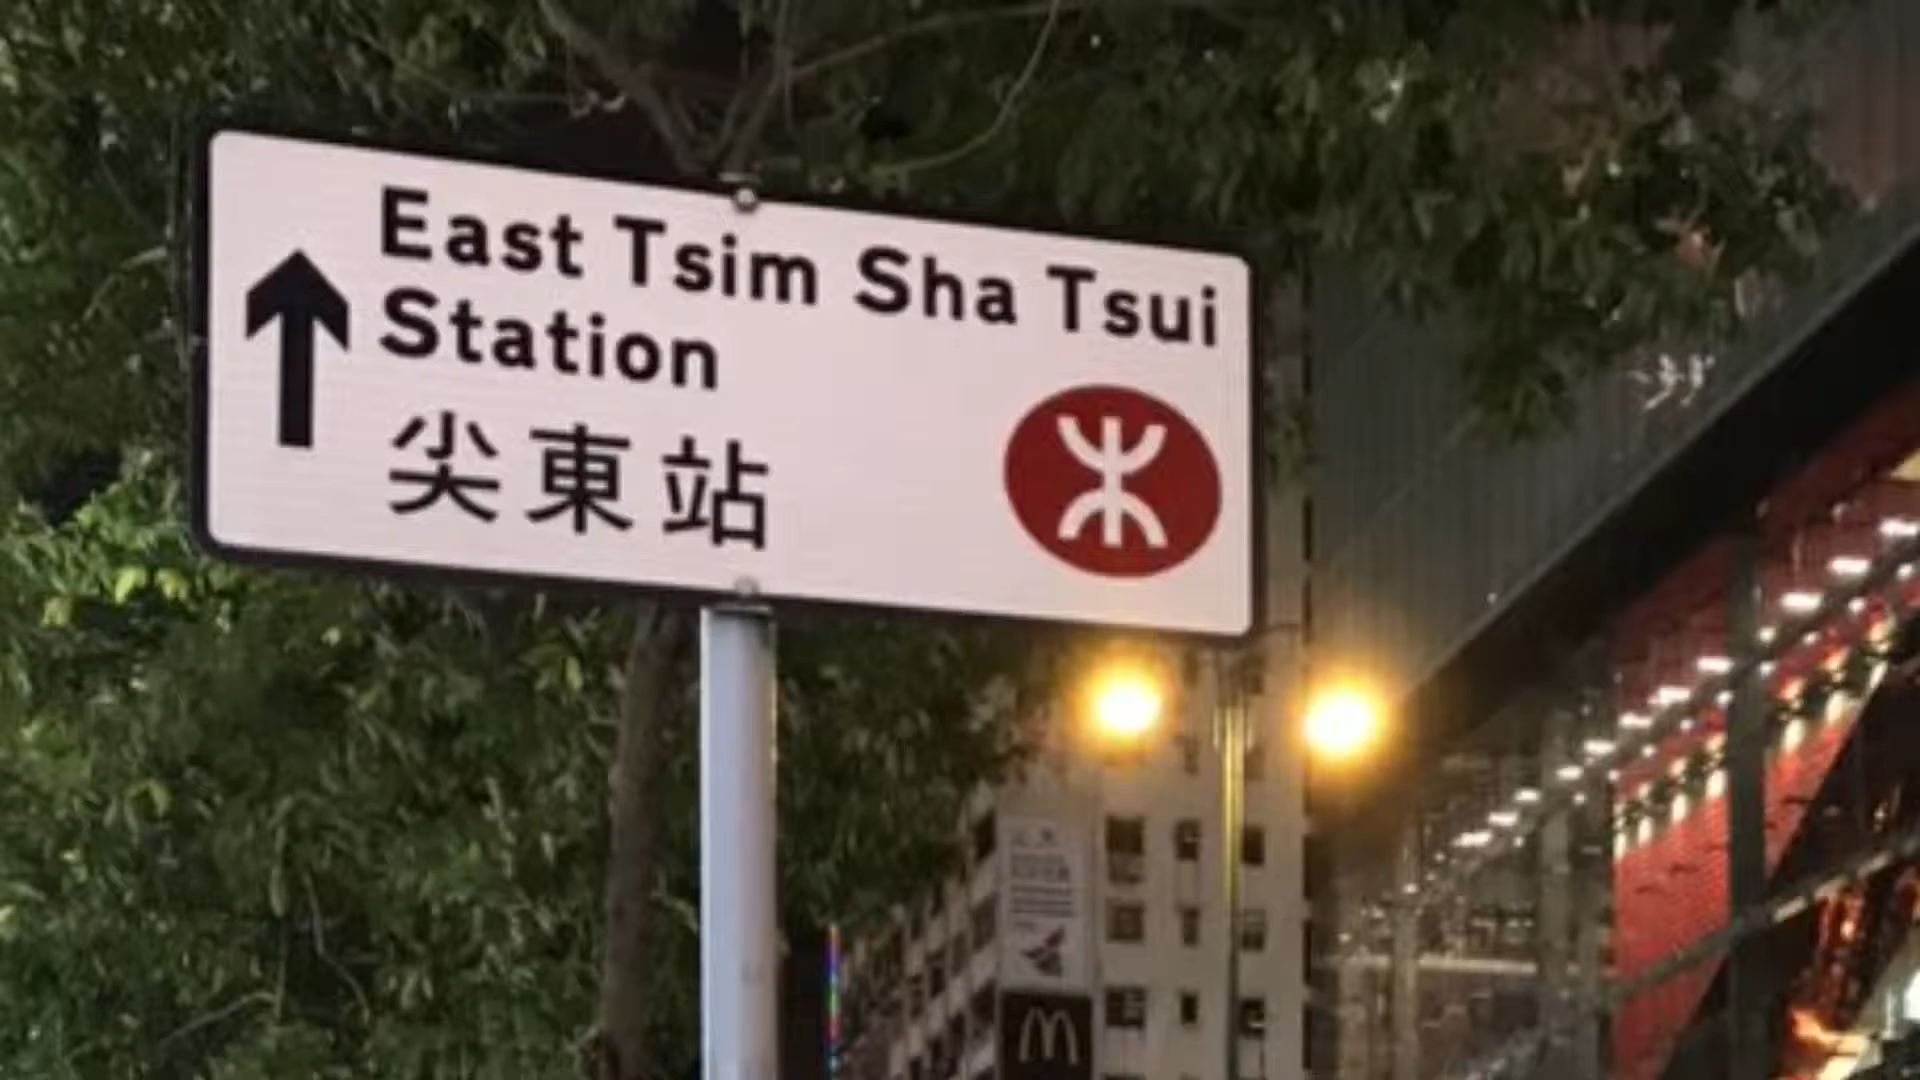 East Tsim Sha Tsui
Station
尖東站